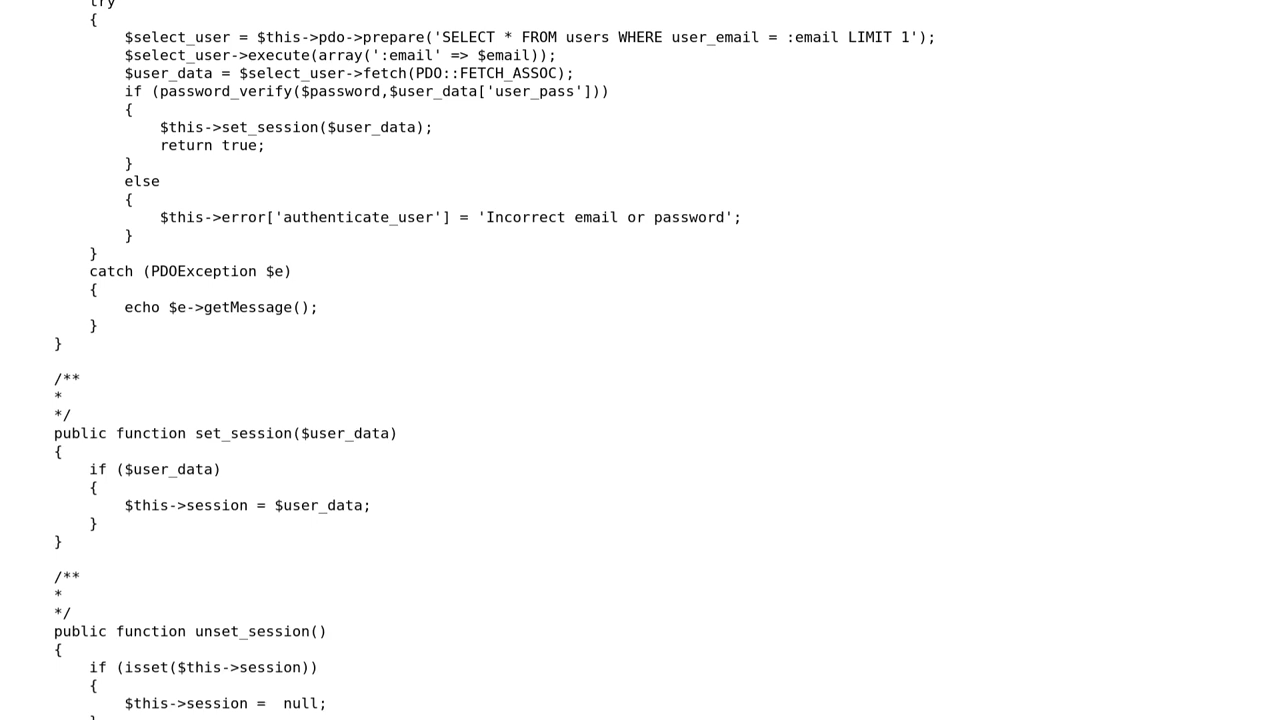 try
{
$select_user = $this->pdo->prepare('SELECT * FROM users WHERE user_email = :email LIMIT 1');
$select_user->execute(array(':email' => $email));
$user_data = $select_user->fetch(PDO::FETCH_ASSOC);
if (password_verify($password,$user_data['user_pass']))
{
$this->set_session($user_data);
return true;
}
else
{
$this->error['authenticate_user'] = 'Incorrect email or password';
}
}
catch (PDOException $e)
{
echo $e->getMessage();
}
}
/**
*
*/
public function set_session($user_data)
{
if ($user_data)
{
$this->session = $user_data;
}
}
/**
*
*/
public function unset_session()
{
if (isset($this->session))
{
$this->session =  null;
}